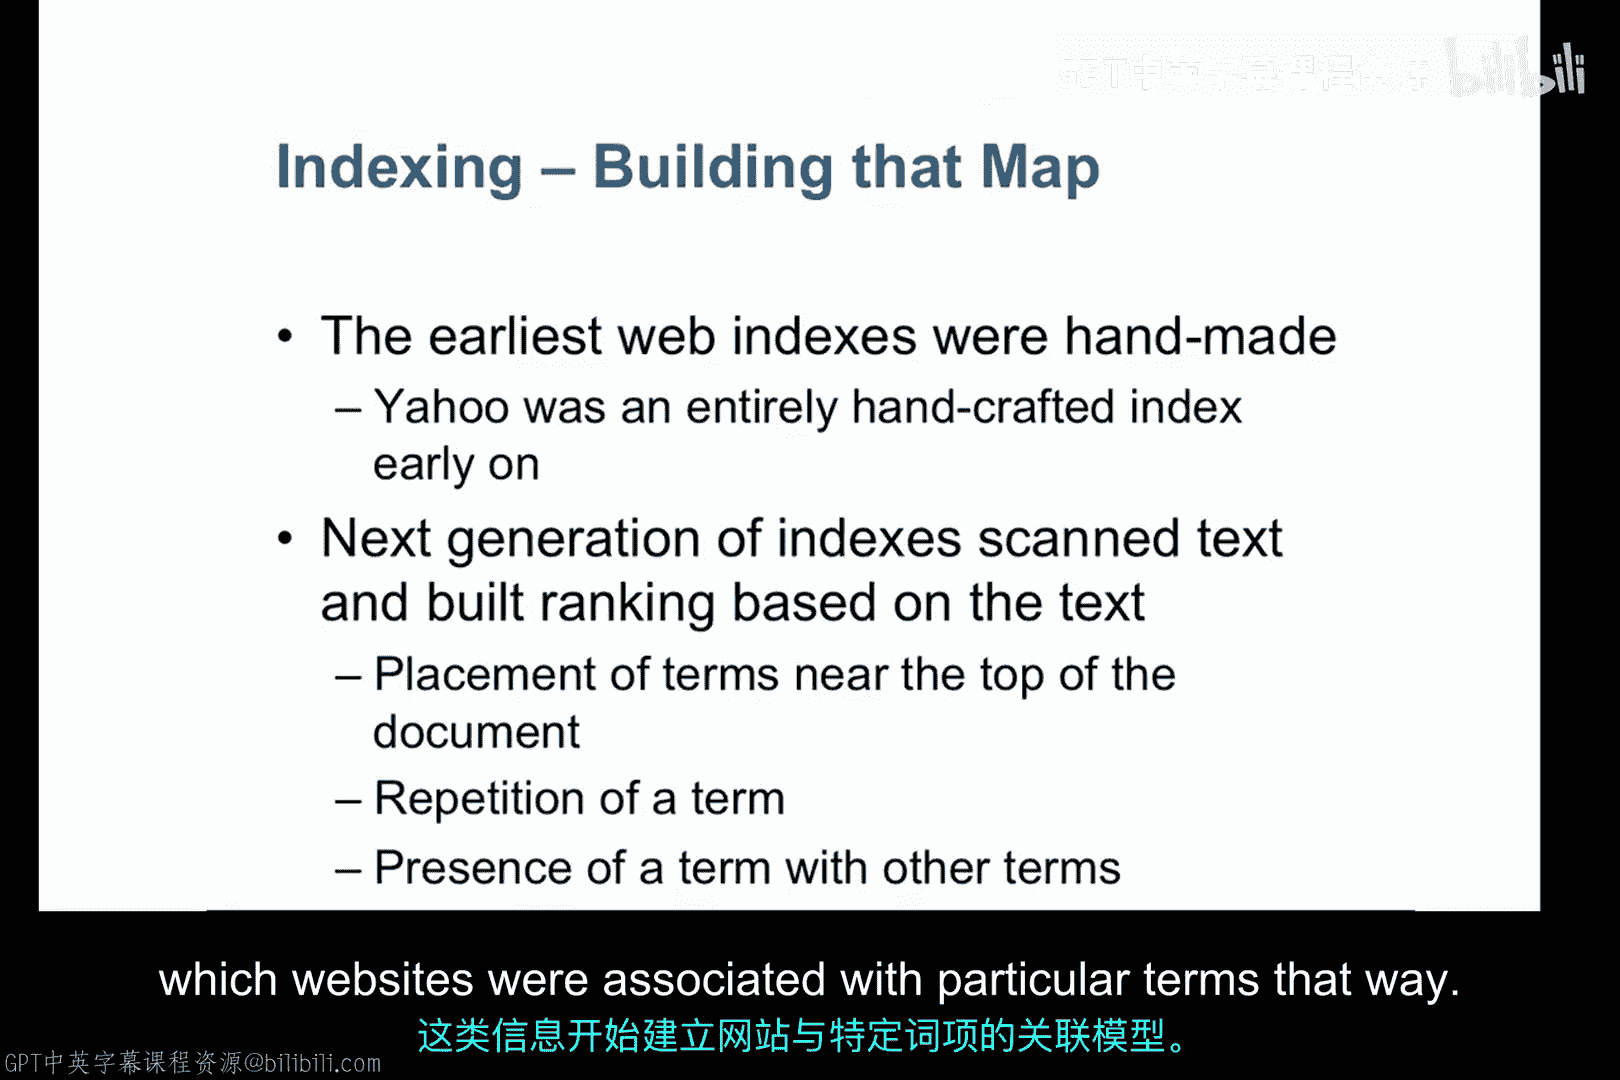 bilibili
Indexing – Building that Map
• The earliest web indexes were hand-made
– Yahoo was an entirely hand-crafted index
early on
• Next generation of indexes scanned text
and built ranking based on the text
– Placement of terms near the top of the
document
– Repetition of a term
– Presence of a term with other terms
which websites were associated with particular terms that way.
这类信息开始建立网站与特定词项的关联模型。
GPT中英字幕课程资源@bilibili.com